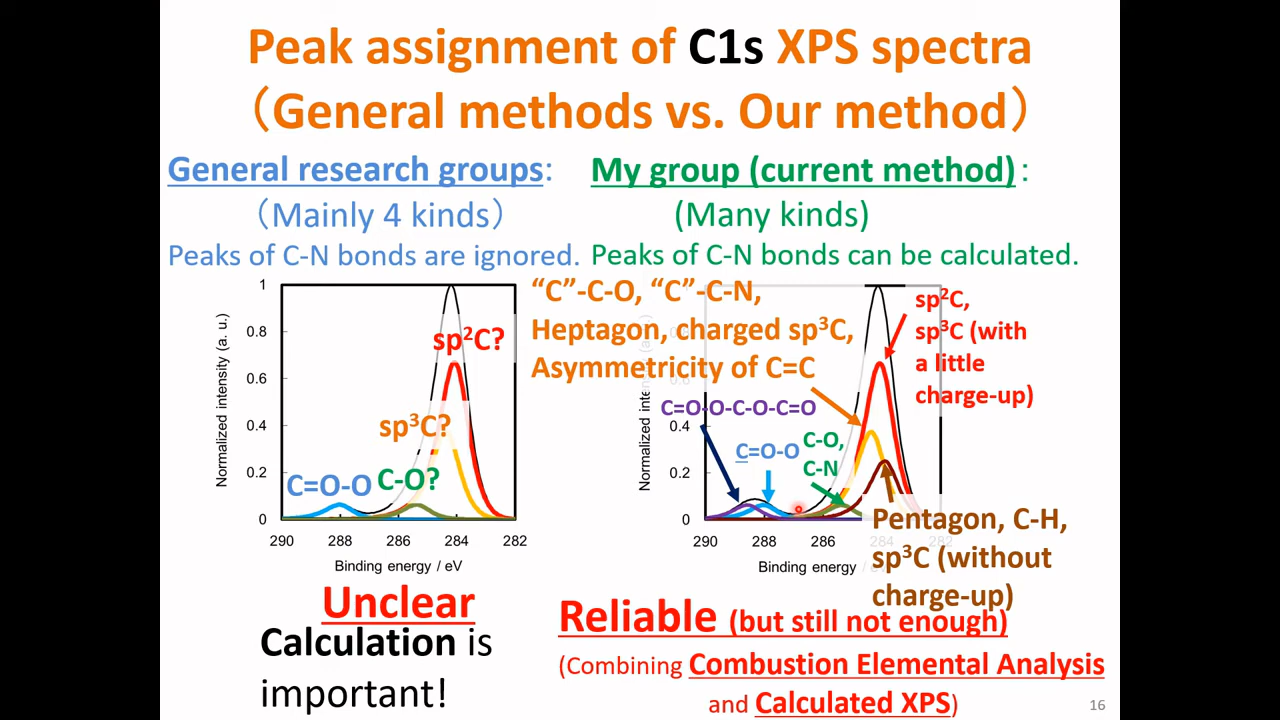 Peak assignment of C1s XPS spectra
（General methods vs. Our method）
General research groups:
（Mainly 4 kinds）
Peaks of C-N bonds are ignored.
My group (current method) :
(Many kinds)
Peaks of C-N bonds can be calculated.
Normalized intensity (a. u.)
1
0.8
0.6
0.4
0.2
0
sp²C?
sp³C?
C=O-O
C-O?
290
288
286
284
282
Binding energy / eV
Unclear
Calculation is
important!
“C”-C-O, “C”-C-N,
Heptagon, charged sp³C,
Asymmetricity of C=C
sp²C,
sp³C (with
a little
charge-up)
C=O-O-C-O-C=O
C=O-O
C-O,
C-N
Normalized
0.4
0.2
0
290
288
286
284
282
Binding energy /
Pentagon, C-H,
sp³C (without
charge-up)
Reliable (but still not enough)
(Combining Combustion Elemental Analysis
and Calculated XPS)
16